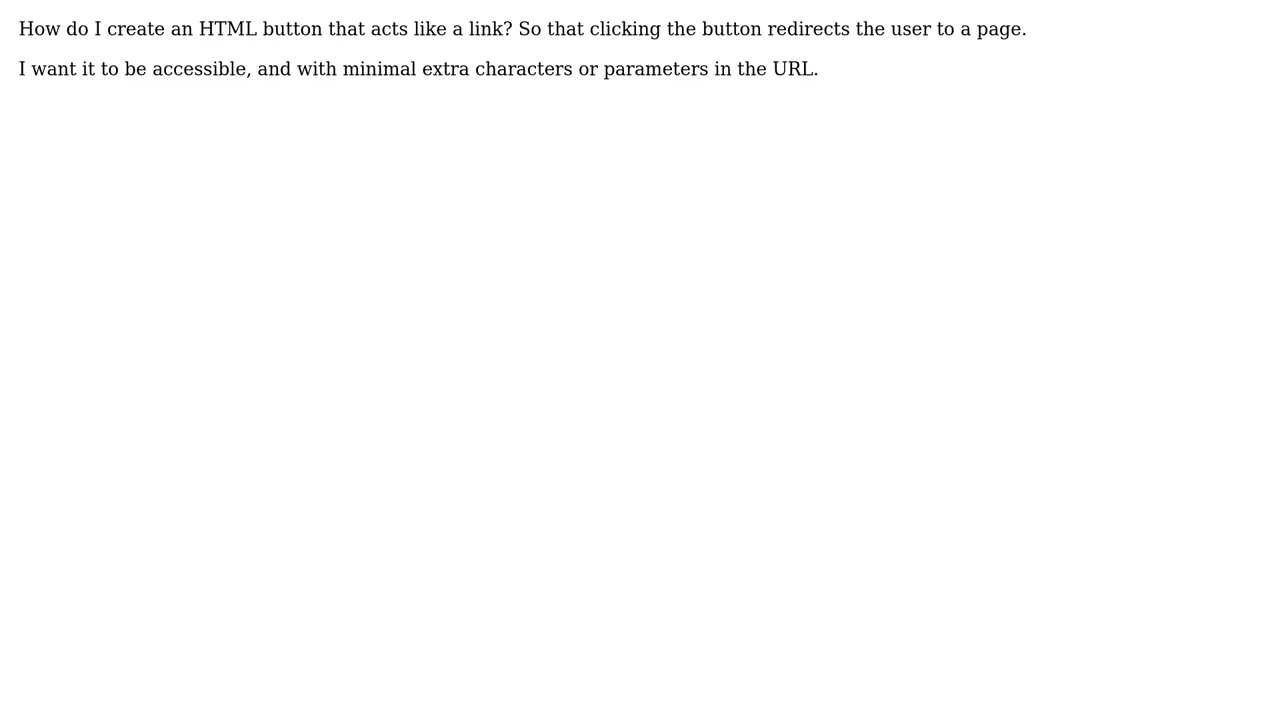 How do I create an HTML button that acts like a link? So that clicking the button redirects the user to a page.
I want it to be accessible, and with minimal extra characters or parameters in the URL.